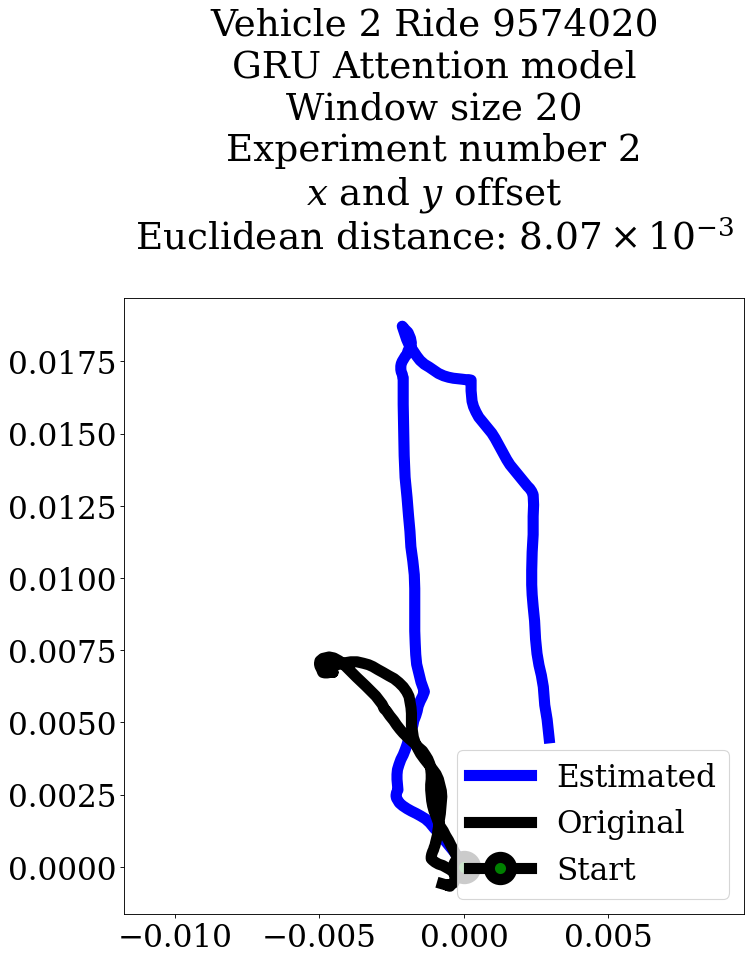 Vehicle 2 Ride 9574020
GRU Attention model
Window size 20
Experiment number 2
x and y offset
Euclidean distance: 8.07 × 10⁻³
0.0175
0.0150
0.0125
0.0100
0.0075
0.0050
0.0025
0.0000
Estimated
Original
Start
−0.010
−0.005
0.000
0.005